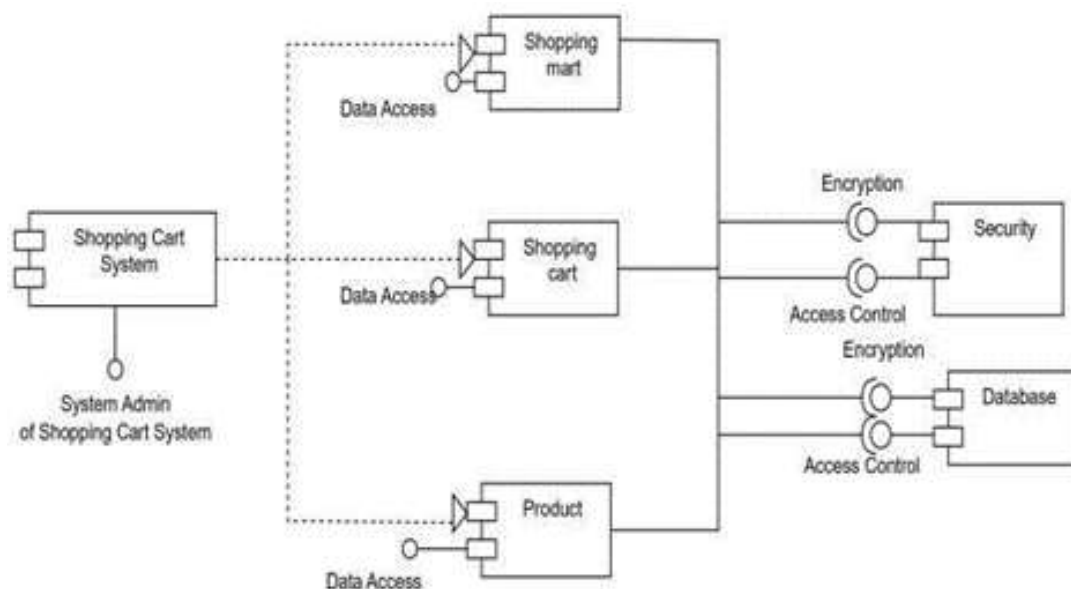 Shopping
mart
Data Access
Encryption
Shopping Cart
System
Shopping
cart
Security
Data Access
Access Control
Encryption
System Admin
of Shopping Cart System
Database
Access Control
Product
Data Access